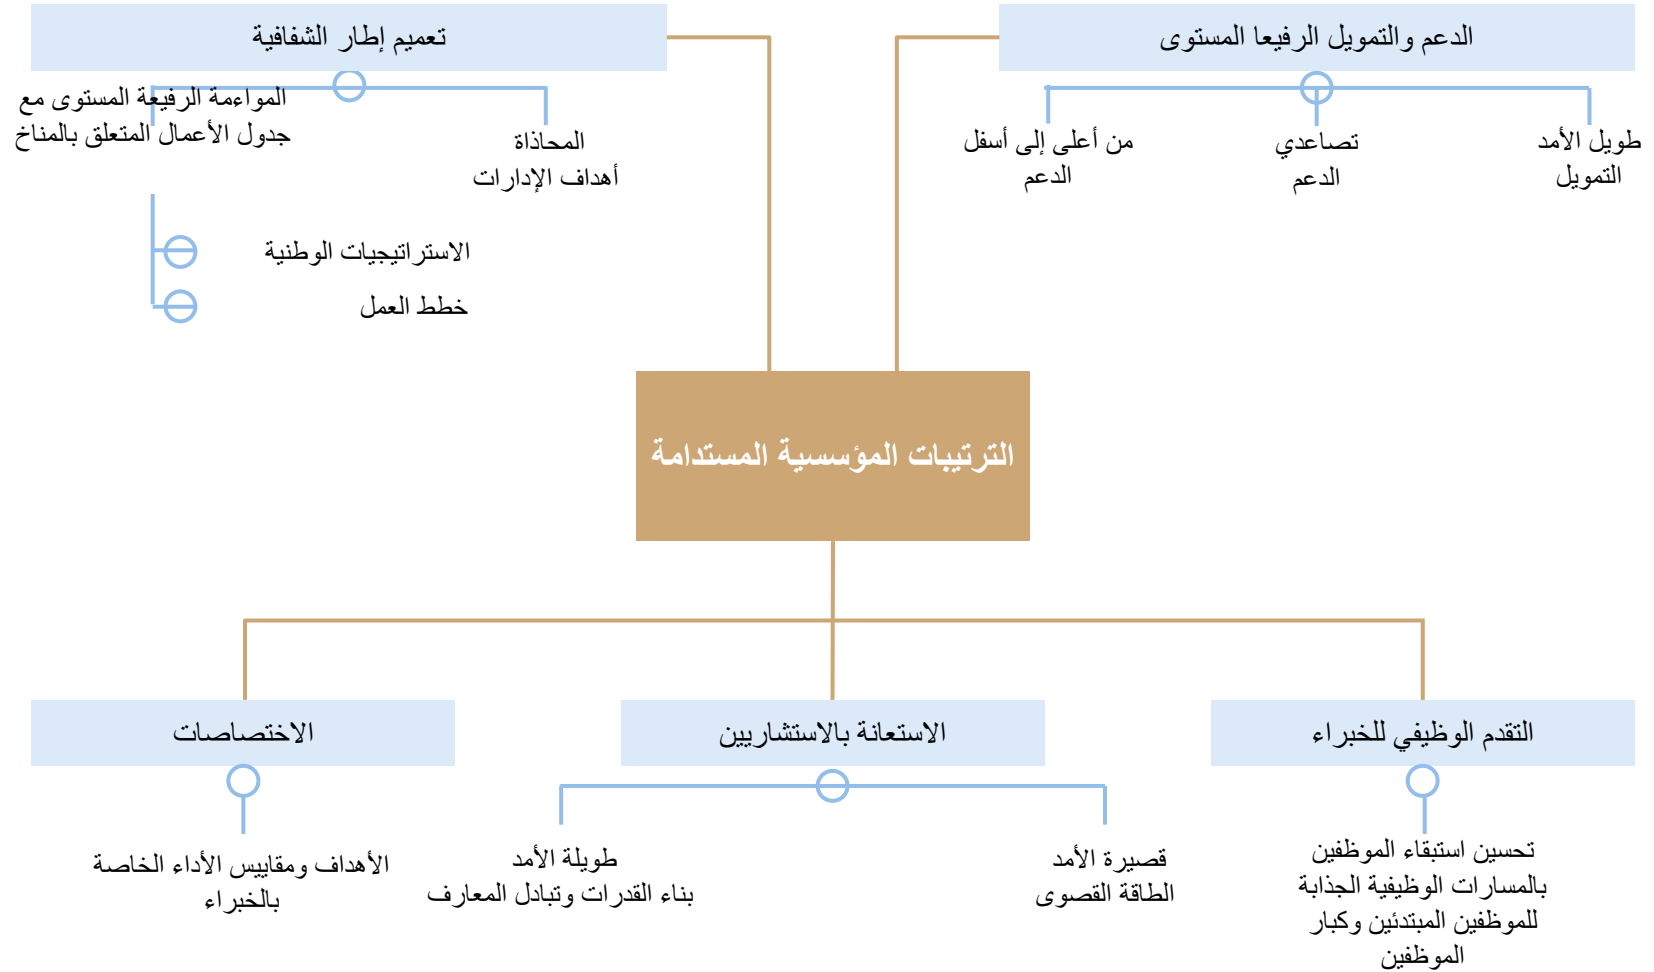 الدعم والتمويل الرفيعا المستوى
طويل الأمد
التمويل
تصاعدي
الدعم
من أعلى إلى أسفل
الدعم
تعميم إطار الشفافية
المحاذاة
أهداف الإدارات
المواءمة الرفيعة المستوى مع
جدول الأعمال المتعلق بالمناخ
الاستراتيجيات الوطنية
خطط العمل
الترتيبات المؤسسية المستدامة
التقدم الوظيفي للخبراء
تحسين استبقاء الموظفين
بالمسارات الوظيفية الجذابة
للموظفين المبتدئين وكبار
الموظفين
الاستعانة بالاستشاريين
قصيرة الأمد
الطاقة القصوى
طويلة الأمد
بناء القدرات وتبادل المعارف
الاختصاصات
الأهداف ومقاييس الأداء الخاصة
بالخبراء